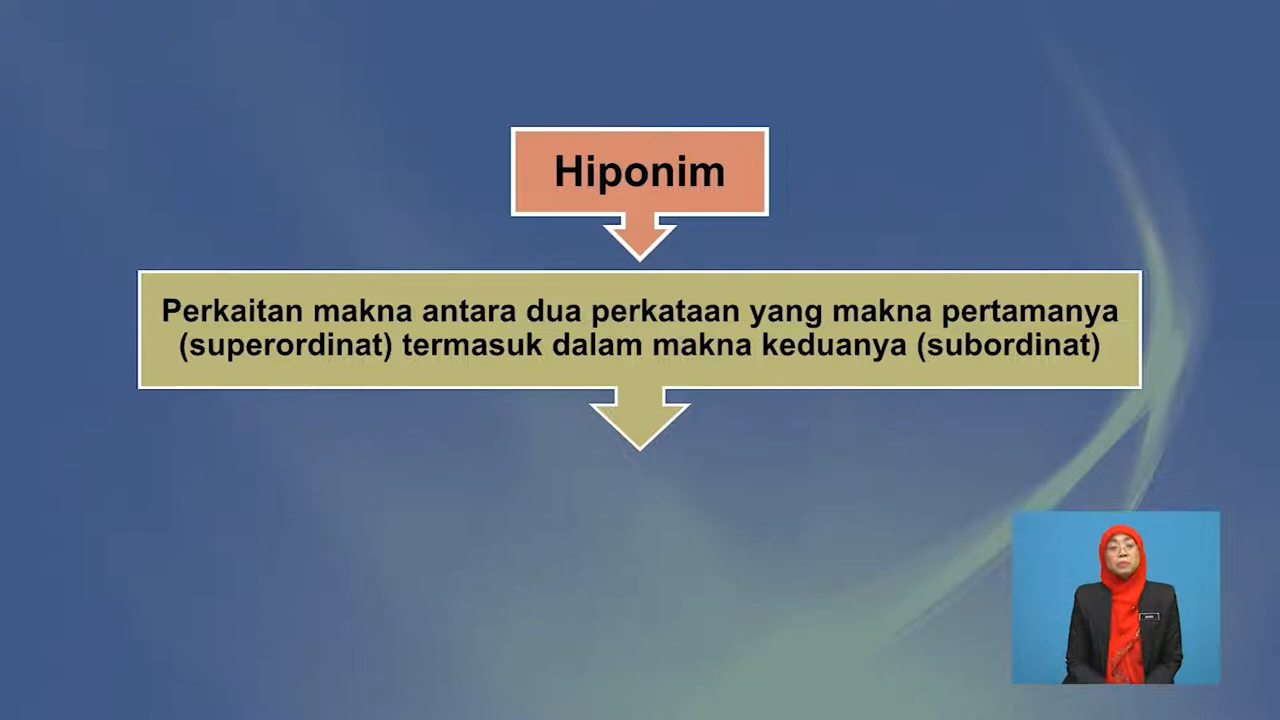 Hiponim
Perkaitan makna antara dua perkataan yang makna pertamanya
(superordinat) termasuk dalam makna keduanya (subordinat)